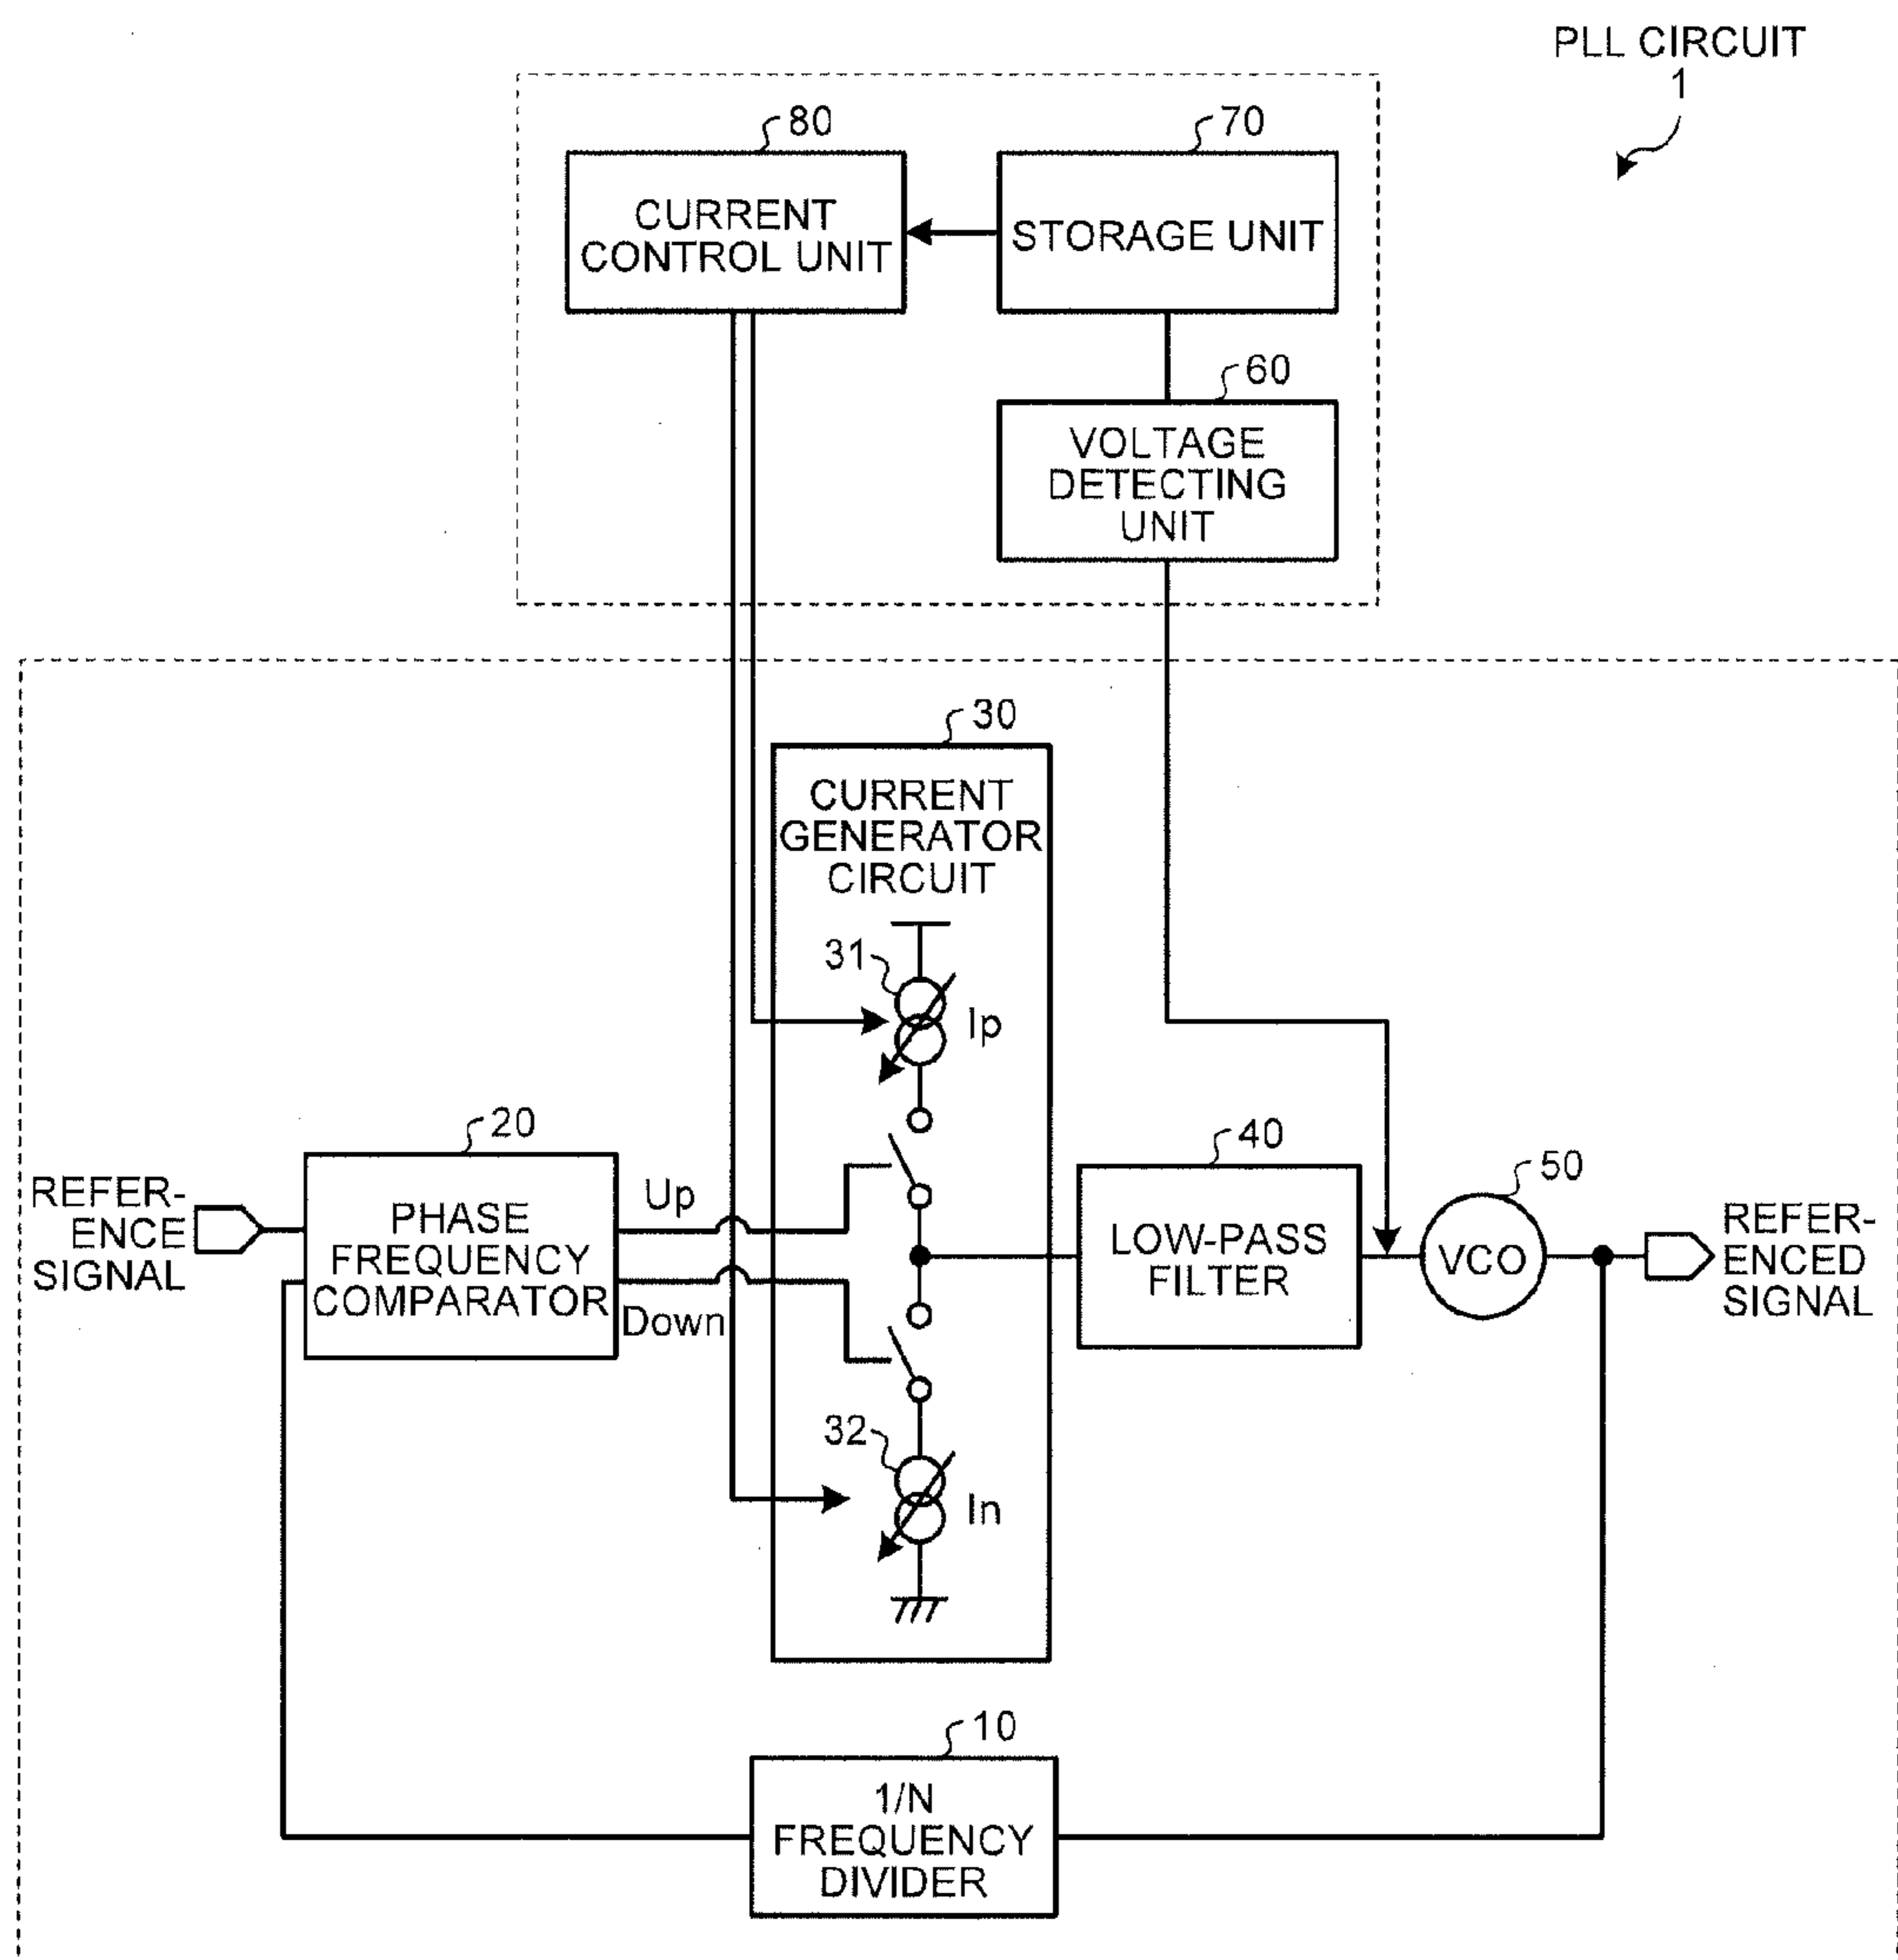 PLL CIRCUIT
1
80
70
CURRENT
CONTROL UNIT
STORAGE UNIT
60
VOLTAGE
DETECTING
UNIT
30
CURRENT
GENERATOR
CIRCUIT
31
Ip
20
40
50
REFER-
ENCE
SIGNAL
PHASE
FREQUENCY
COMPARATOR
Up
Down
LOW-PASS
FILTER
VCO
REFER-
ENCED
SIGNAL
32
In
10
1/N
FREQUENCY
DIVIDER